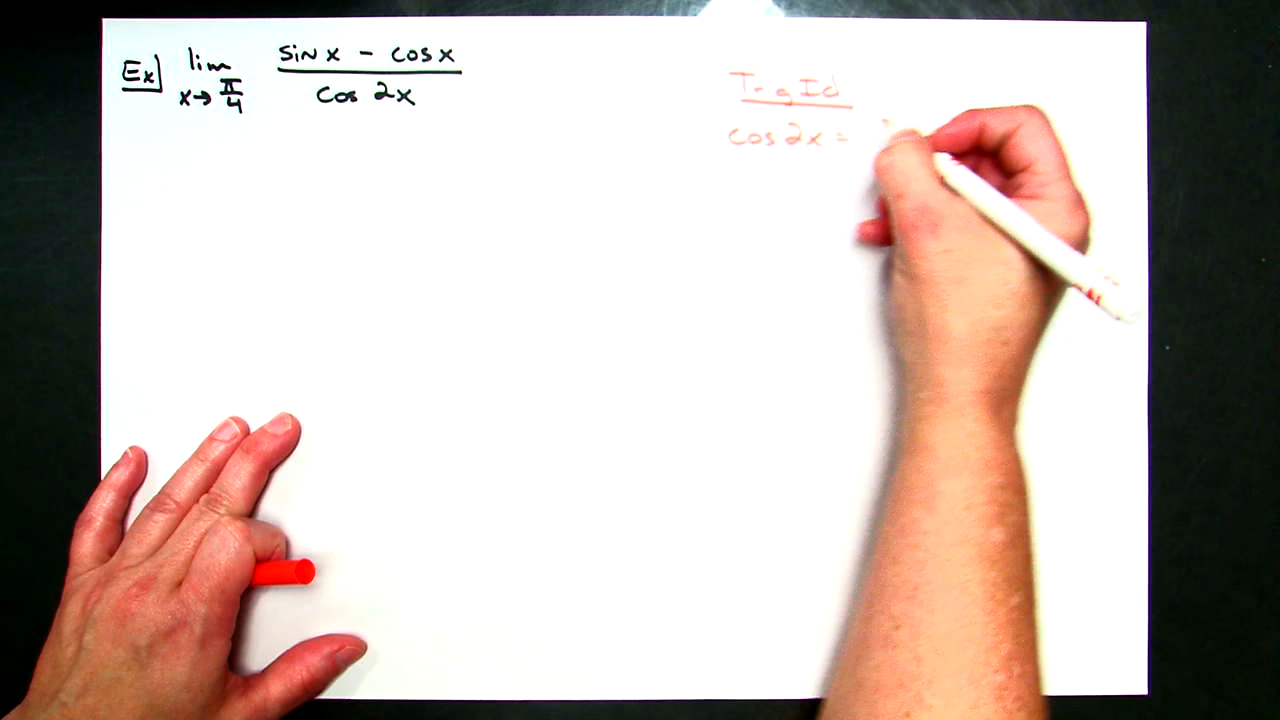 Ex] lim x→π/4 (sin x - cos x)/(cos 2x)
Trig Id
cos 2x =